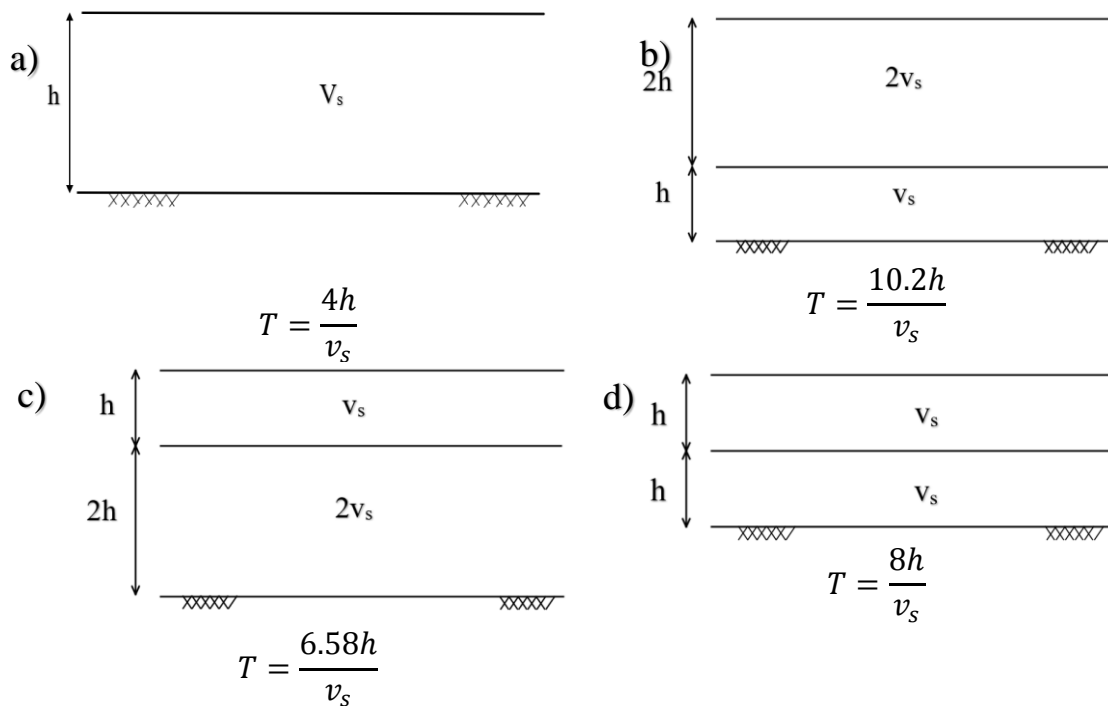 a)
h
Vₛ
T = 4h/vₛ
b)
2h
2vₛ
h
vₛ
T = 10.2h/vₛ
c)
h
vₛ
2h
2vₛ
T = 6.58h/vₛ
d)
h
vₛ
h
vₛ
T = 8h/vₛ